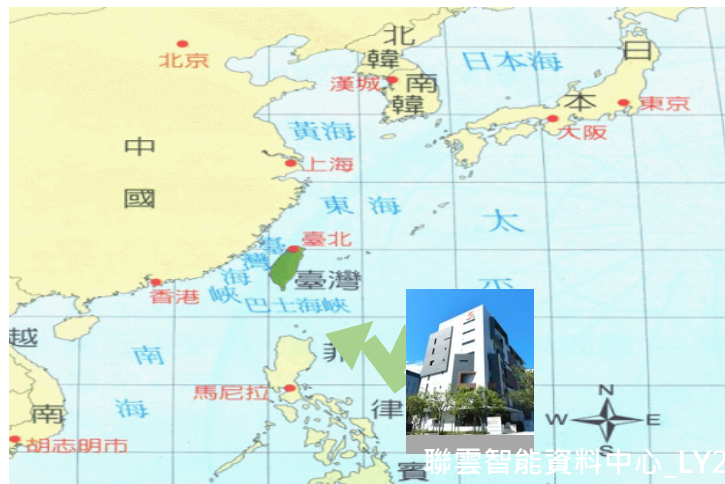 北韓
北京
日本海
日本
漢城
南韓
東京
大阪
黃海
中國
上海
東海
太平
臺北
臺灣海峽
臺灣
香港
巴士海峽
越南
南海
菲律賓
馬尼拉
胡志明市
N
W E
S
聯雲智能資料中心_LY2